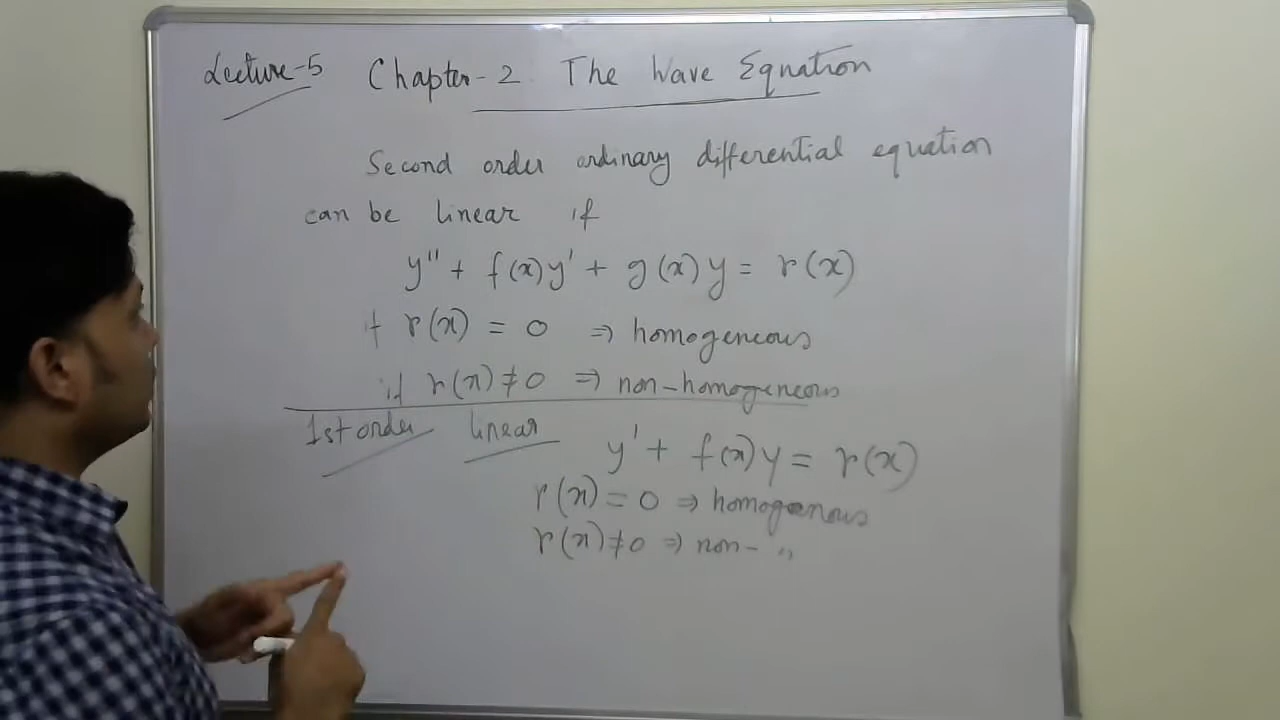 Lecture-5 Chapter-2 The Wave Equation
Second order ordinary differential equation
can be linear if
y'' + f(x)y' + g(x)y = r(x)
if r(x) = 0 ⇒ homogeneous
if r(x) ≠ 0 ⇒ non-homogeneous
1st order linear y' + f(x)y = r(x)
r(x) = 0 ⇒ homogenous
r(x) ≠ 0 ⇒ non- "